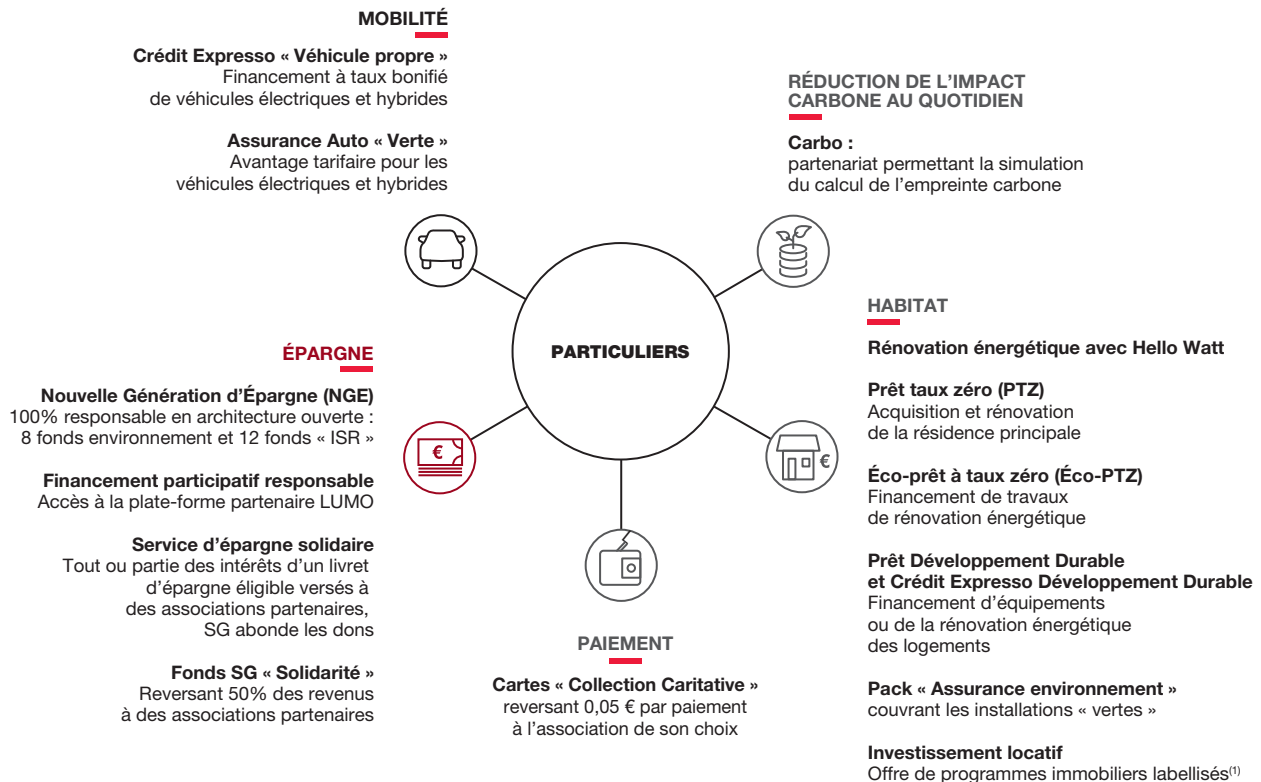 MOBILITÉ
Crédit Expresso « Véhicule propre »
Financement à taux bonifié
de véhicules électriques et hybrides
Assurance Auto « Verte »
Avantage tarifaire pour les
véhicules électriques et hybrides
RÉDUCTION DE L’IMPACT
CARBONE AU QUOTIDIEN
Carbo :
partenariat permettant la simulation
du calcul de l’empreinte carbone
PARTICULIERS
ÉPARGNE
Nouvelle Génération d’Épargne (NGE)
100% responsable en architecture ouverte :
8 fonds environnement et 12 fonds « ISR »
Financement participatif responsable
Accès à la plate-forme partenaire LUMO
Service d’épargne solidaire
Tout ou partie des intérêts d’un livret
d’épargne éligible versés à
des associations partenaires,
SG abonde les dons
Fonds SG « Solidarité »
Reversant 50% des revenus
à des associations partenaires
€
€
PAIEMENT
Cartes « Collection Caritative »
reversant 0,05 € par paiement
à l’association de son choix
HABITAT
Rénovation énergétique avec Hello Watt
Prêt taux zéro (PTZ)
Acquisition et rénovation
de la résidence principale
Éco-prêt à taux zéro (Éco-PTZ)
Financement de travaux
de rénovation énergétique
Prêt Développement Durable
et Crédit Expresso Développement Durable
Financement d’équipements
ou de la rénovation énergétique
des logements
Pack « Assurance environnement »
couvrant les installations « vertes »
Investissement locatif
Offre de programmes immobiliers labellisés(1)